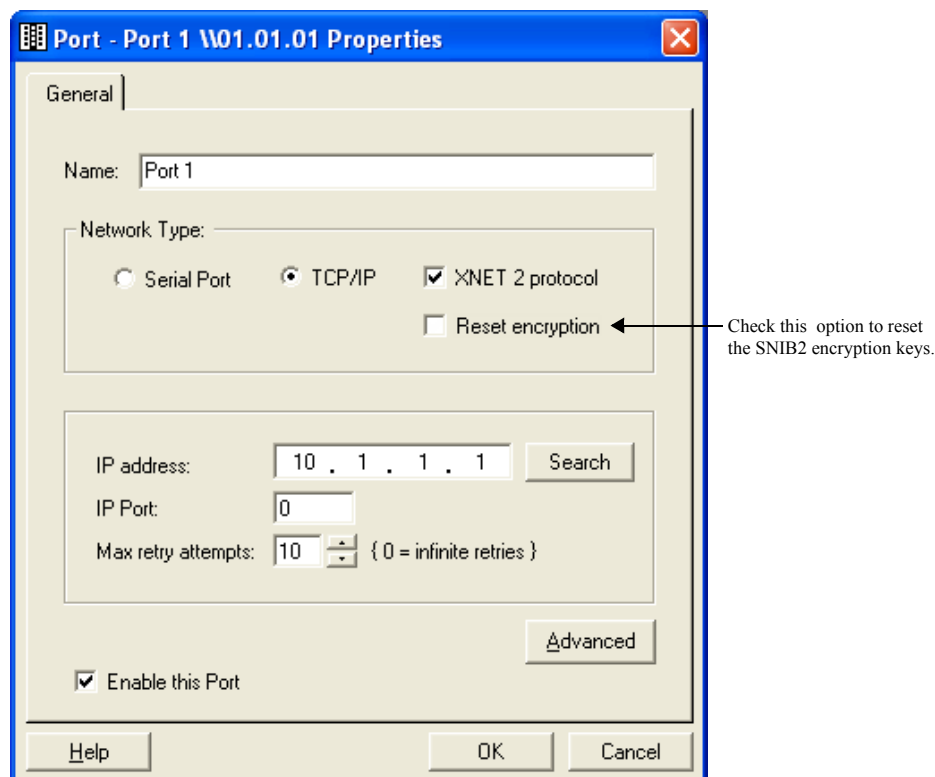 Port - Port 1 \\01.01.01 Properties
General
Name: Port 1
Network Type:
Serial Port TCP/IP XNET 2 protocol
Reset encryption
Check this option to reset
the SNIB2 encryption keys.
IP address: 10 . 1 . 1 . 1 Search
IP Port: 0
Max retry attempts: 10 { 0 = infinite retries }
Advanced
Enable this Port
Help OK Cancel